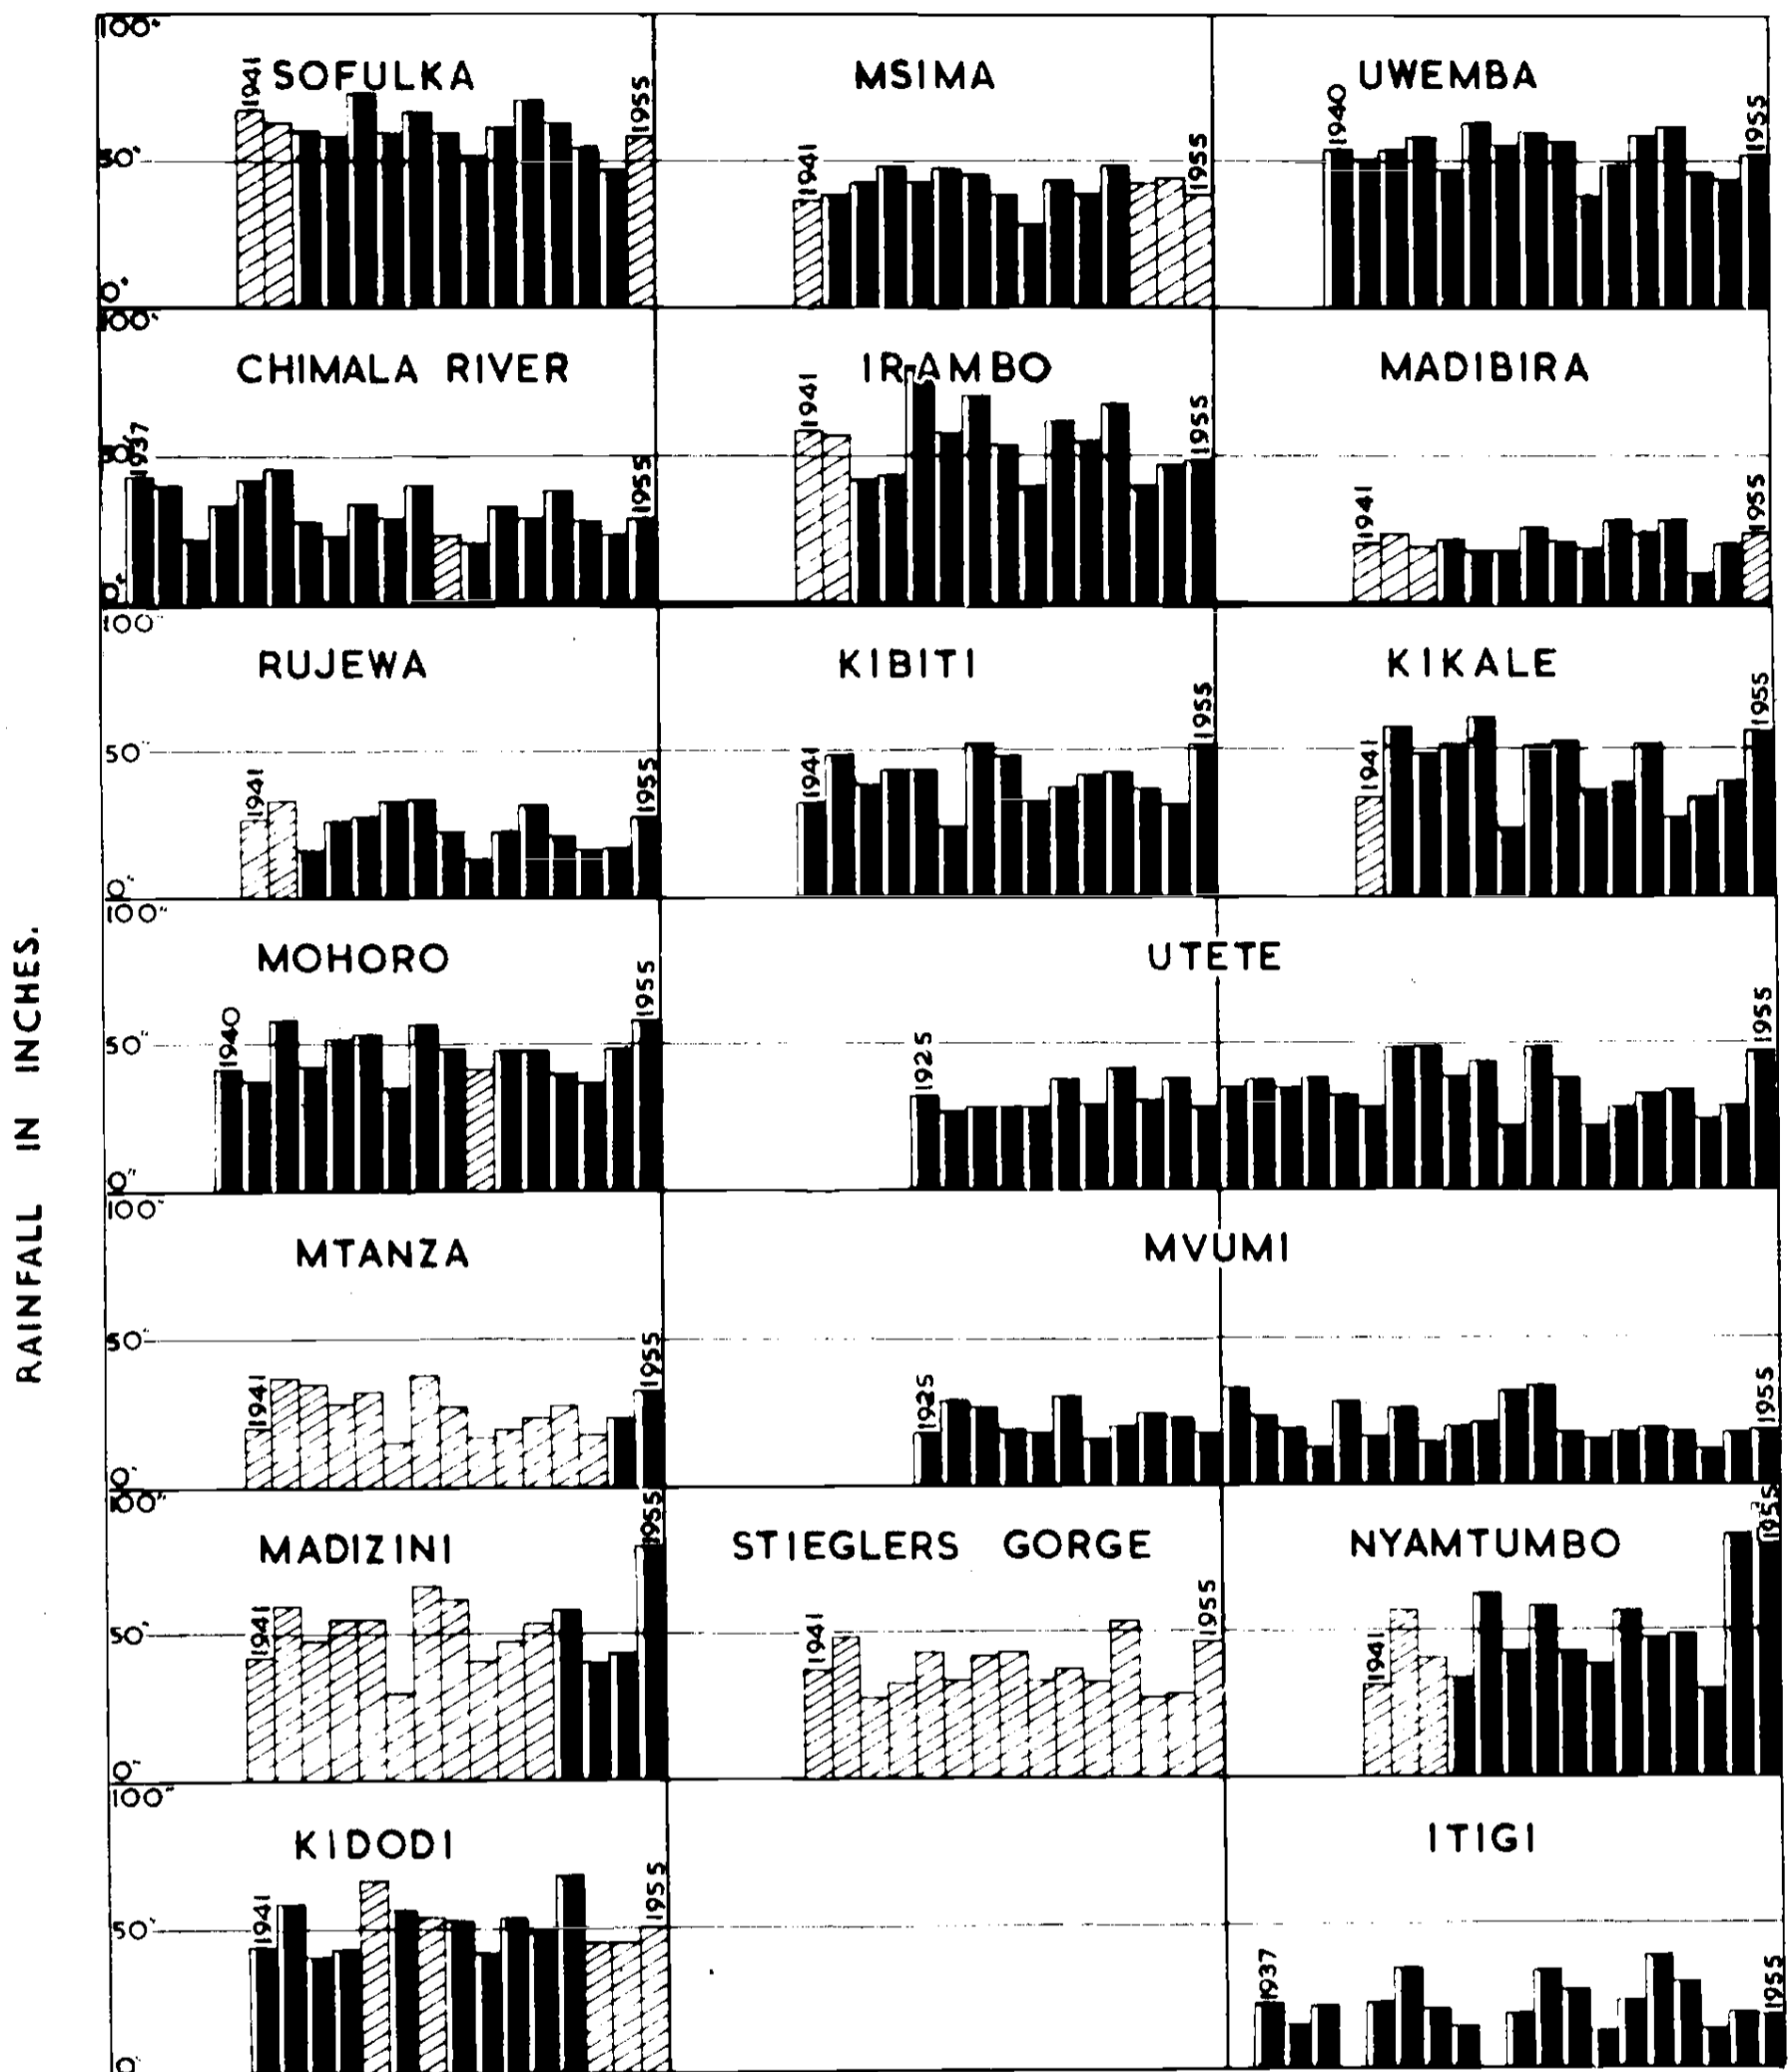 RAINFALL IN INCHES.
100"
SOFULKA MSIMA UWEMBA
1941 1955 1941 1955 1940 1955
50"
0"
100"
CHIMALA RIVER IRAMBO MADIBIRA
1937 1955 1941 1955 1941 1955
50"
0"
100"
RUJEWA KIBITI KIKALE
1941 1955 1941 1955 1941 1955
50"
0"
100"
MOHORO UTETE
1940 1955 1925 1955
50"
0"
100"
MTANZA MVUMI
1941 1955 1925 1955
50"
0"
100"
MADIZINI STIEGLERS GORGE NYAMTUMBO
1941 1955 1941 1955 1941 1955
50"
0"
100"
KIDODI ITIGI
1941 1955 1937 1955
50"
0"